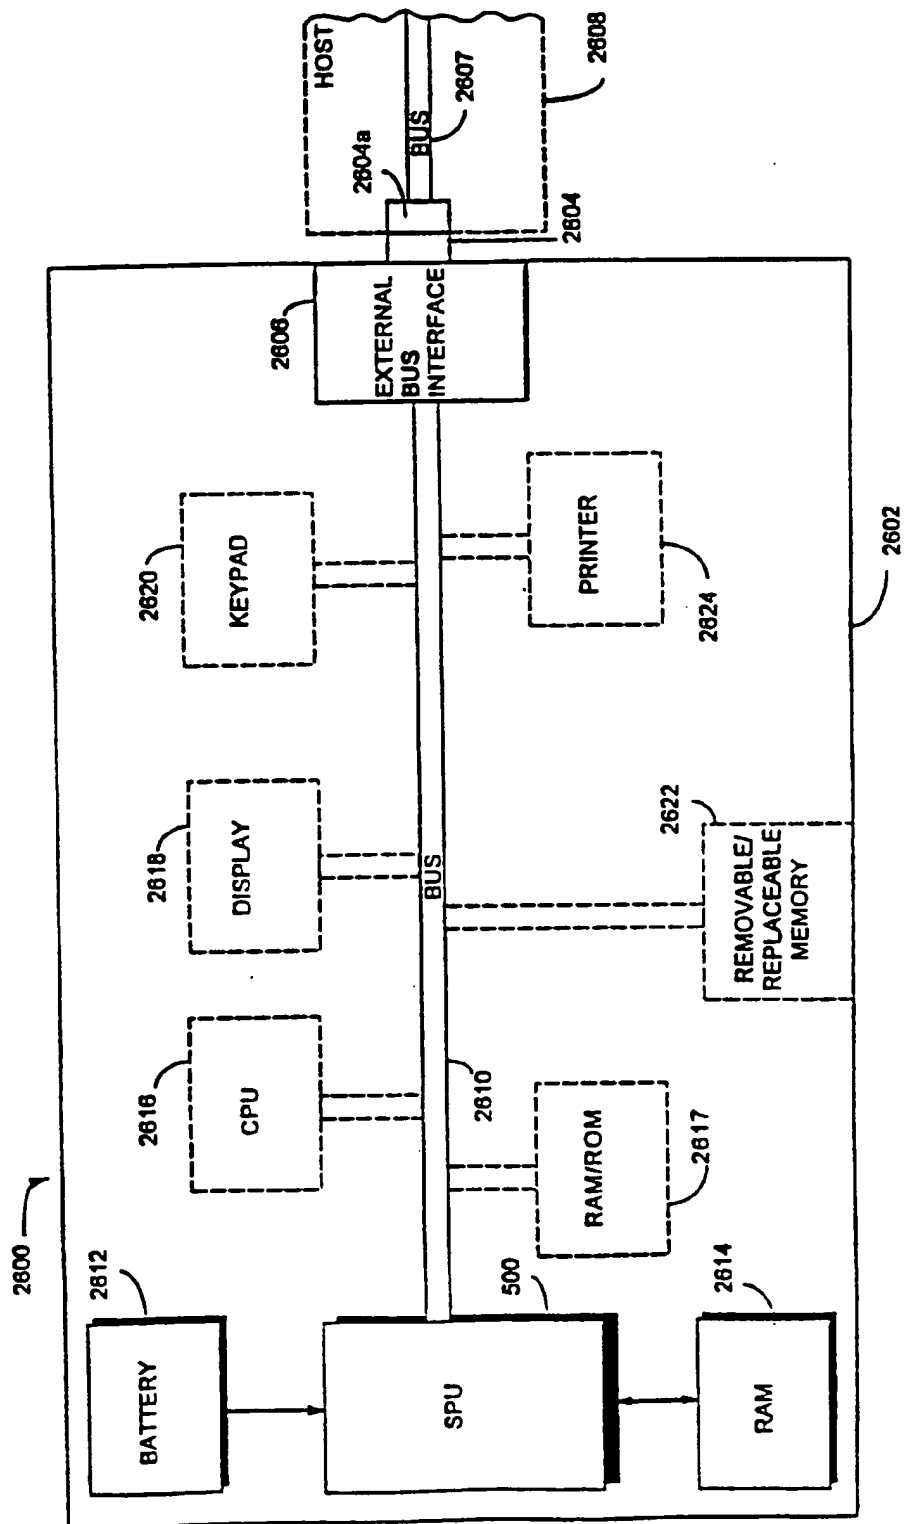 2600
2612
BATTERY
SPU
500
RAM
2614
2616
CPU
2618
DISPLAY
2620
KEYPAD
BUS
2610
RAM/ROM
2617
2622
REMOVABLE/
REPLACEABLE
MEMORY
PRINTER
2624
2602
2606
EXTERNAL
BUS
INTERFACE
HOST
2604a
BUS
2607
2604
2608